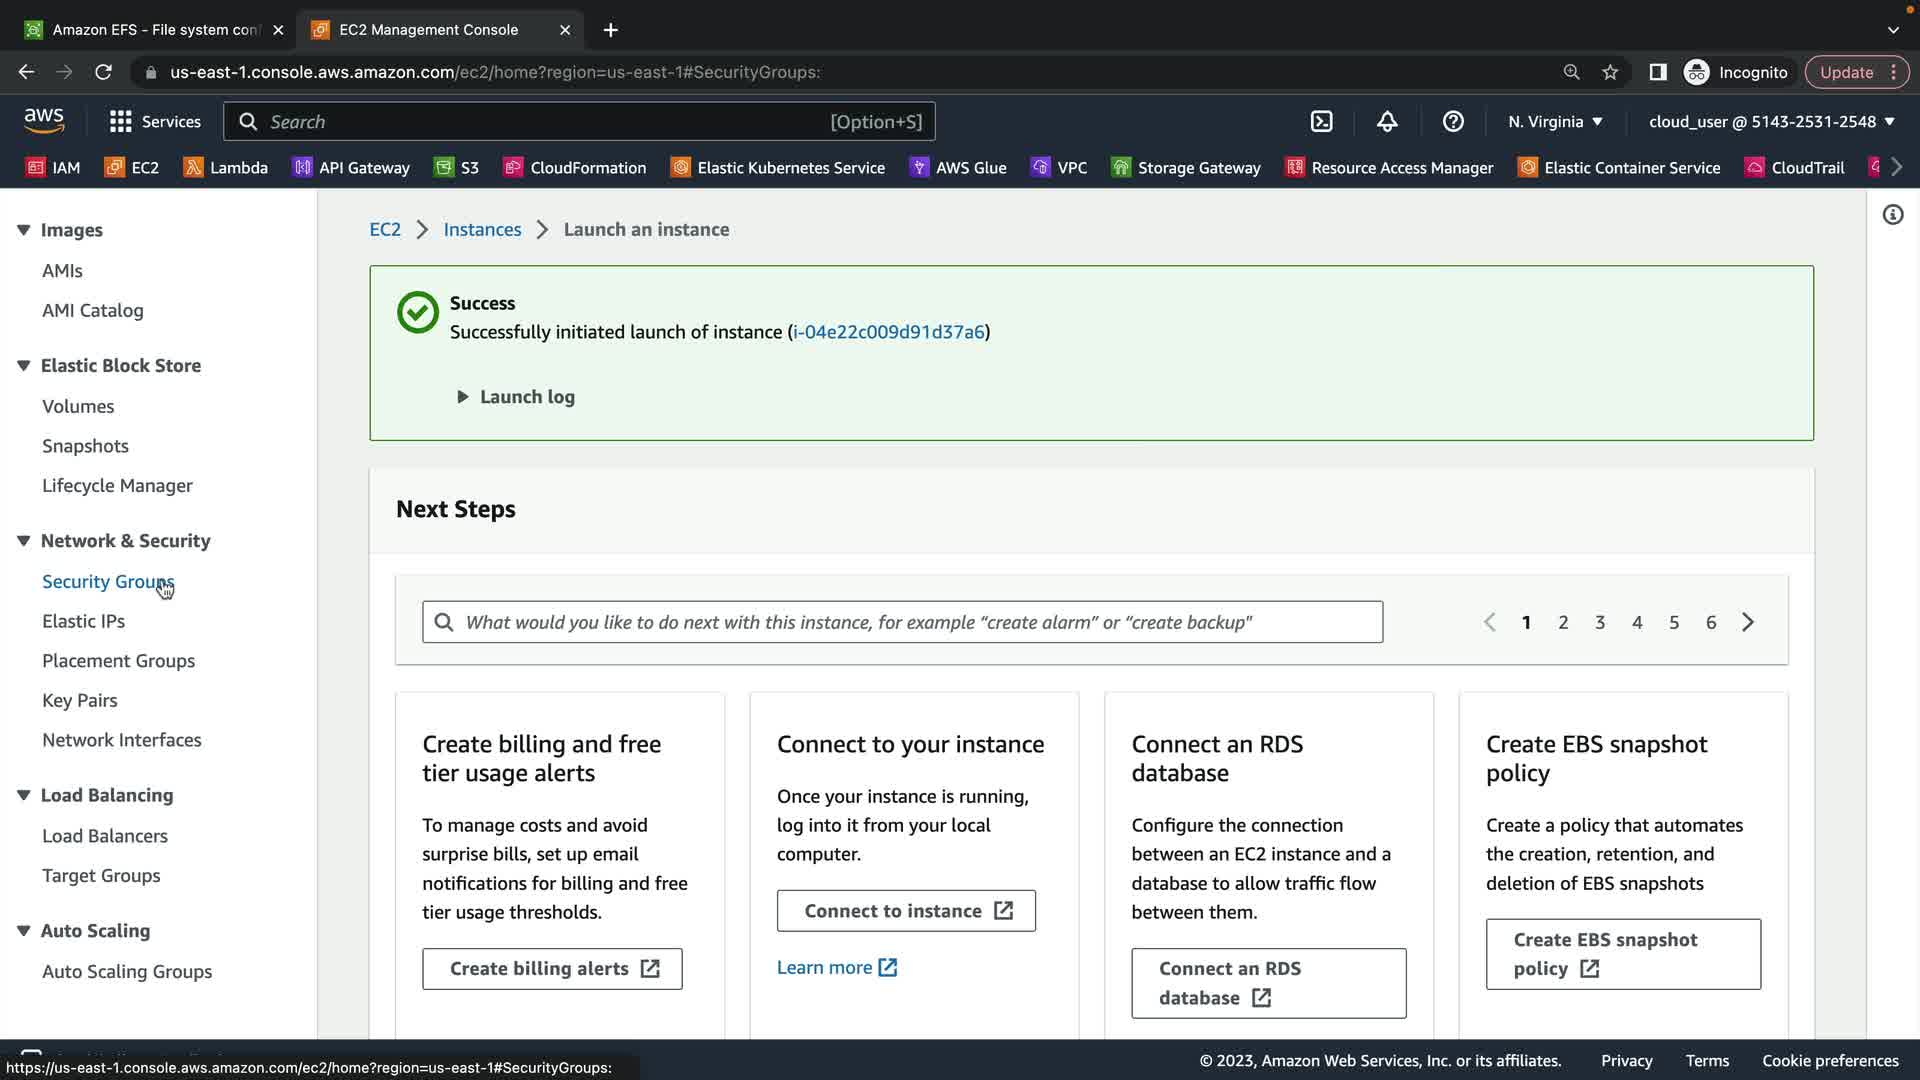 Amazon EFS - File system con
EC2 Management Console
us-east-1.console.aws.amazon.com/ec2/home?region=us-east-1#SecurityGroups:
Incognito
Update
aws
Services
Search
[Option+S]
N. Virginia
cloud_user @ 5143-2531-2548
IAM
EC2
Lambda
API Gateway
S3
CloudFormation
Elastic Kubernetes Service
AWS Glue
VPC
Storage Gateway
Resource Access Manager
Elastic Container Service
CloudTrail
Images
AMIs
AMI Catalog
Elastic Block Store
Volumes
Snapshots
Lifecycle Manager
Network & Security
Security Groups
Elastic IPs
Placement Groups
Key Pairs
Network Interfaces
Load Balancing
Load Balancers
Target Groups
Auto Scaling
Auto Scaling Groups
EC2
Instances
Launch an instance
Success
Successfully initiated launch of instance (i-04e22c009d91d37a6)
Launch log
Next Steps
What would you like to do next with this instance, for example “create alarm” or “create backup”
1 2 3 4 5 6
Create billing and free
tier usage alerts
To manage costs and avoid
surprise bills, set up email
notifications for billing and free
tier usage thresholds.
Create billing alerts
Connect to your instance
Once your instance is running,
log into it from your local
computer.
Connect to instance
Learn more
Connect an RDS
database
Configure the connection
between an EC2 instance and a
database to allow traffic flow
between them.
Connect an RDS
database
Create EBS snapshot
policy
Create a policy that automates
the creation, retention, and
deletion of EBS snapshots
Create EBS snapshot
policy
https://us-east-1.console.aws.amazon.com/ec2/home?region=us-east-1#SecurityGroups:
© 2023, Amazon Web Services, Inc. or its affiliates.
Privacy
Terms
Cookie preferences